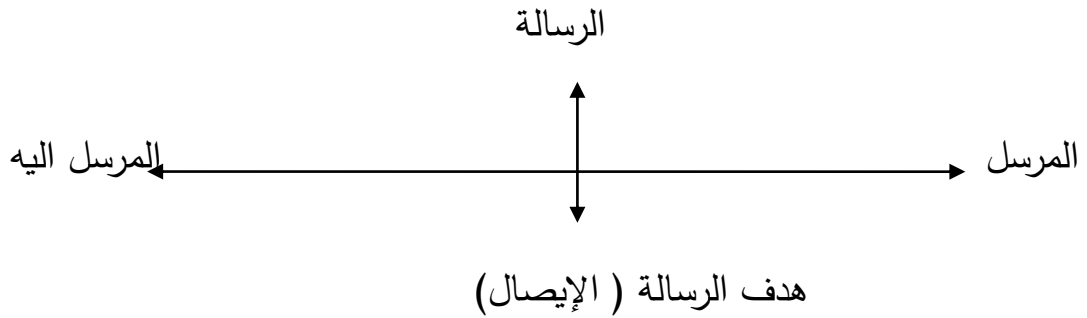 الرسالة
المرسل
المرسل اليه
هدف الرسالة ( الإيصال)